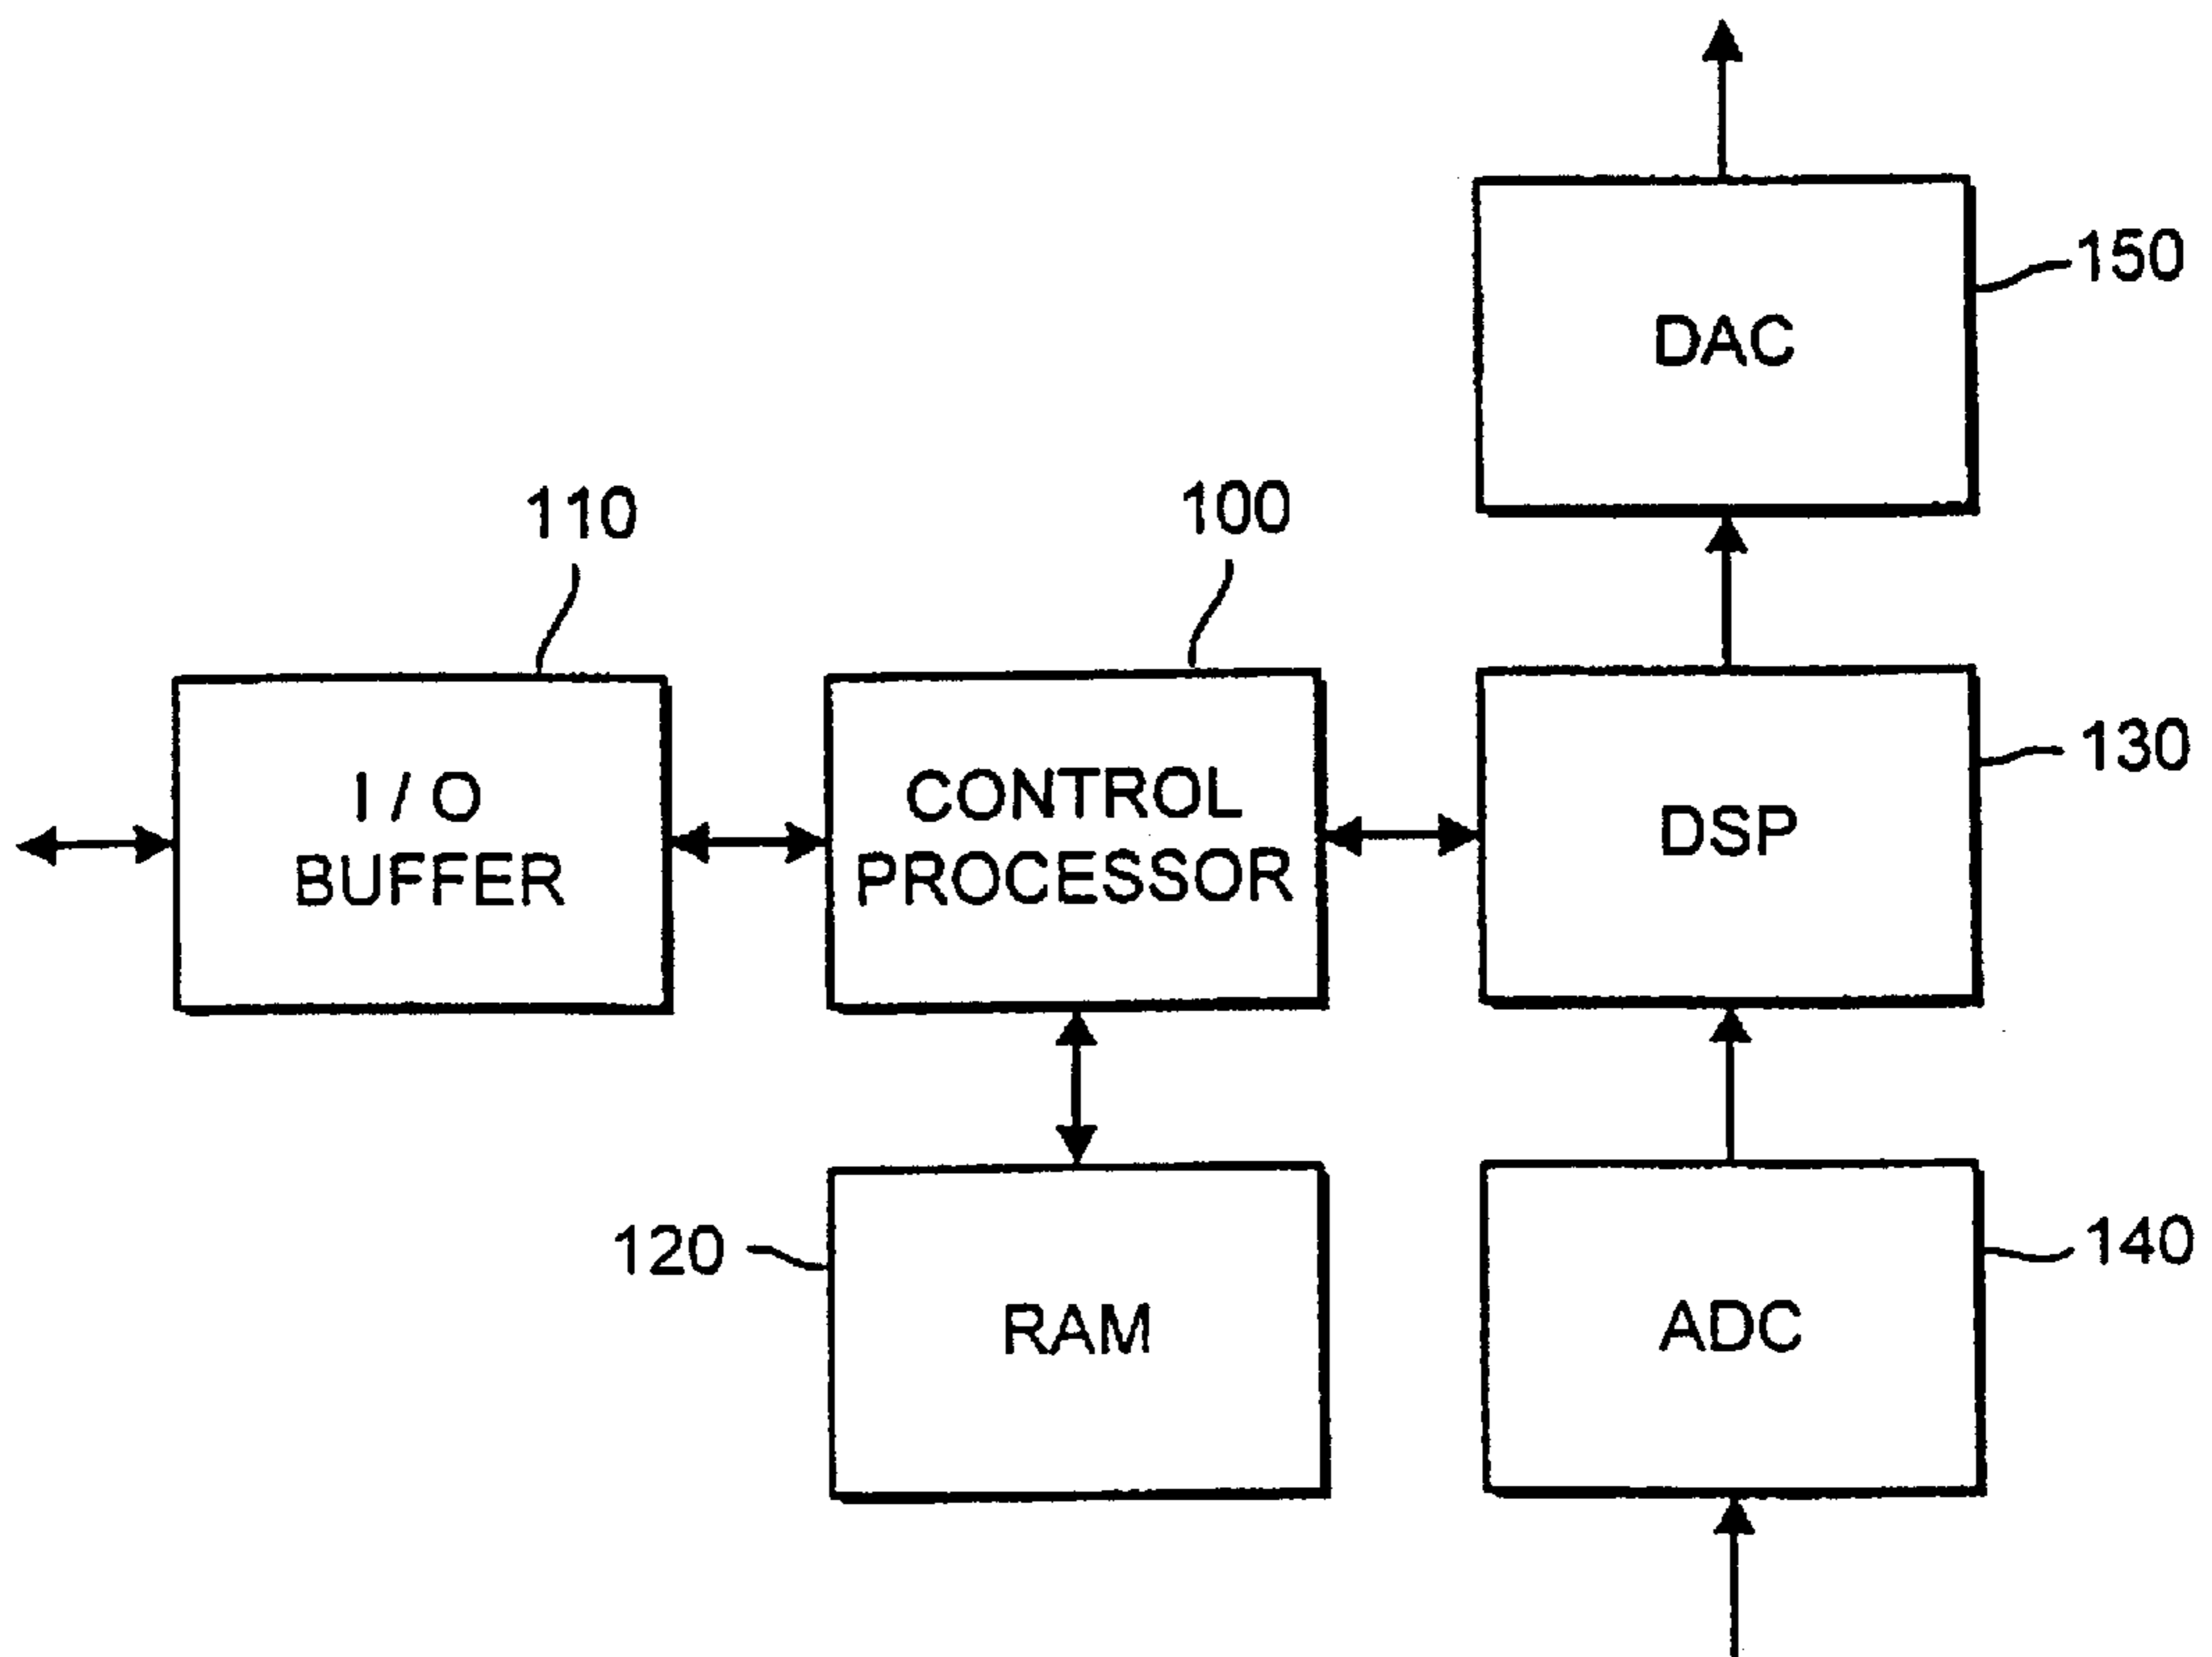 150
DAC
110
100
I / O
BUFFER
CONTROL
PROCESSOR
130
DSP
120
RAM
140
ADC